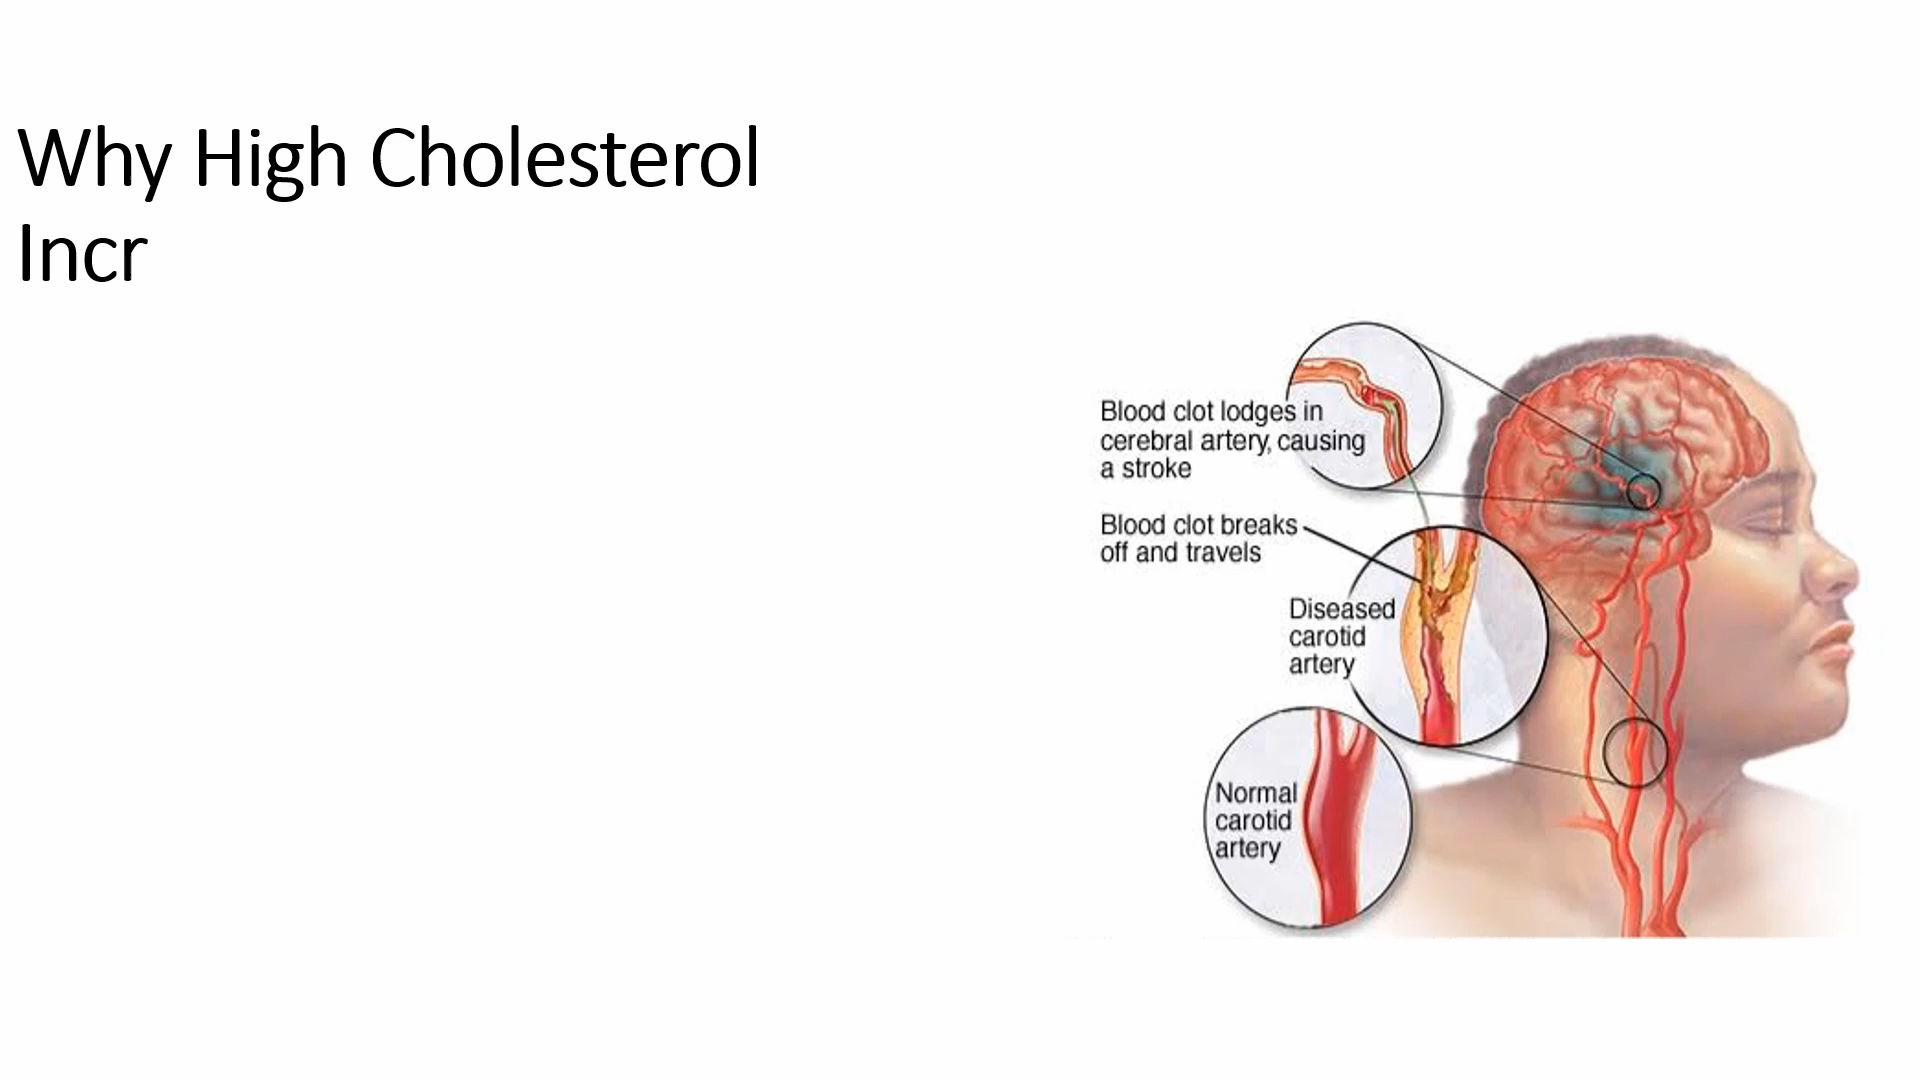 Why High Cholesterol
Incr
Blood clot lodges in
cerebral artery, causing
a stroke
Blood clot breaks
off and travels
Diseased
carotid
artery
Normal
carotid
artery